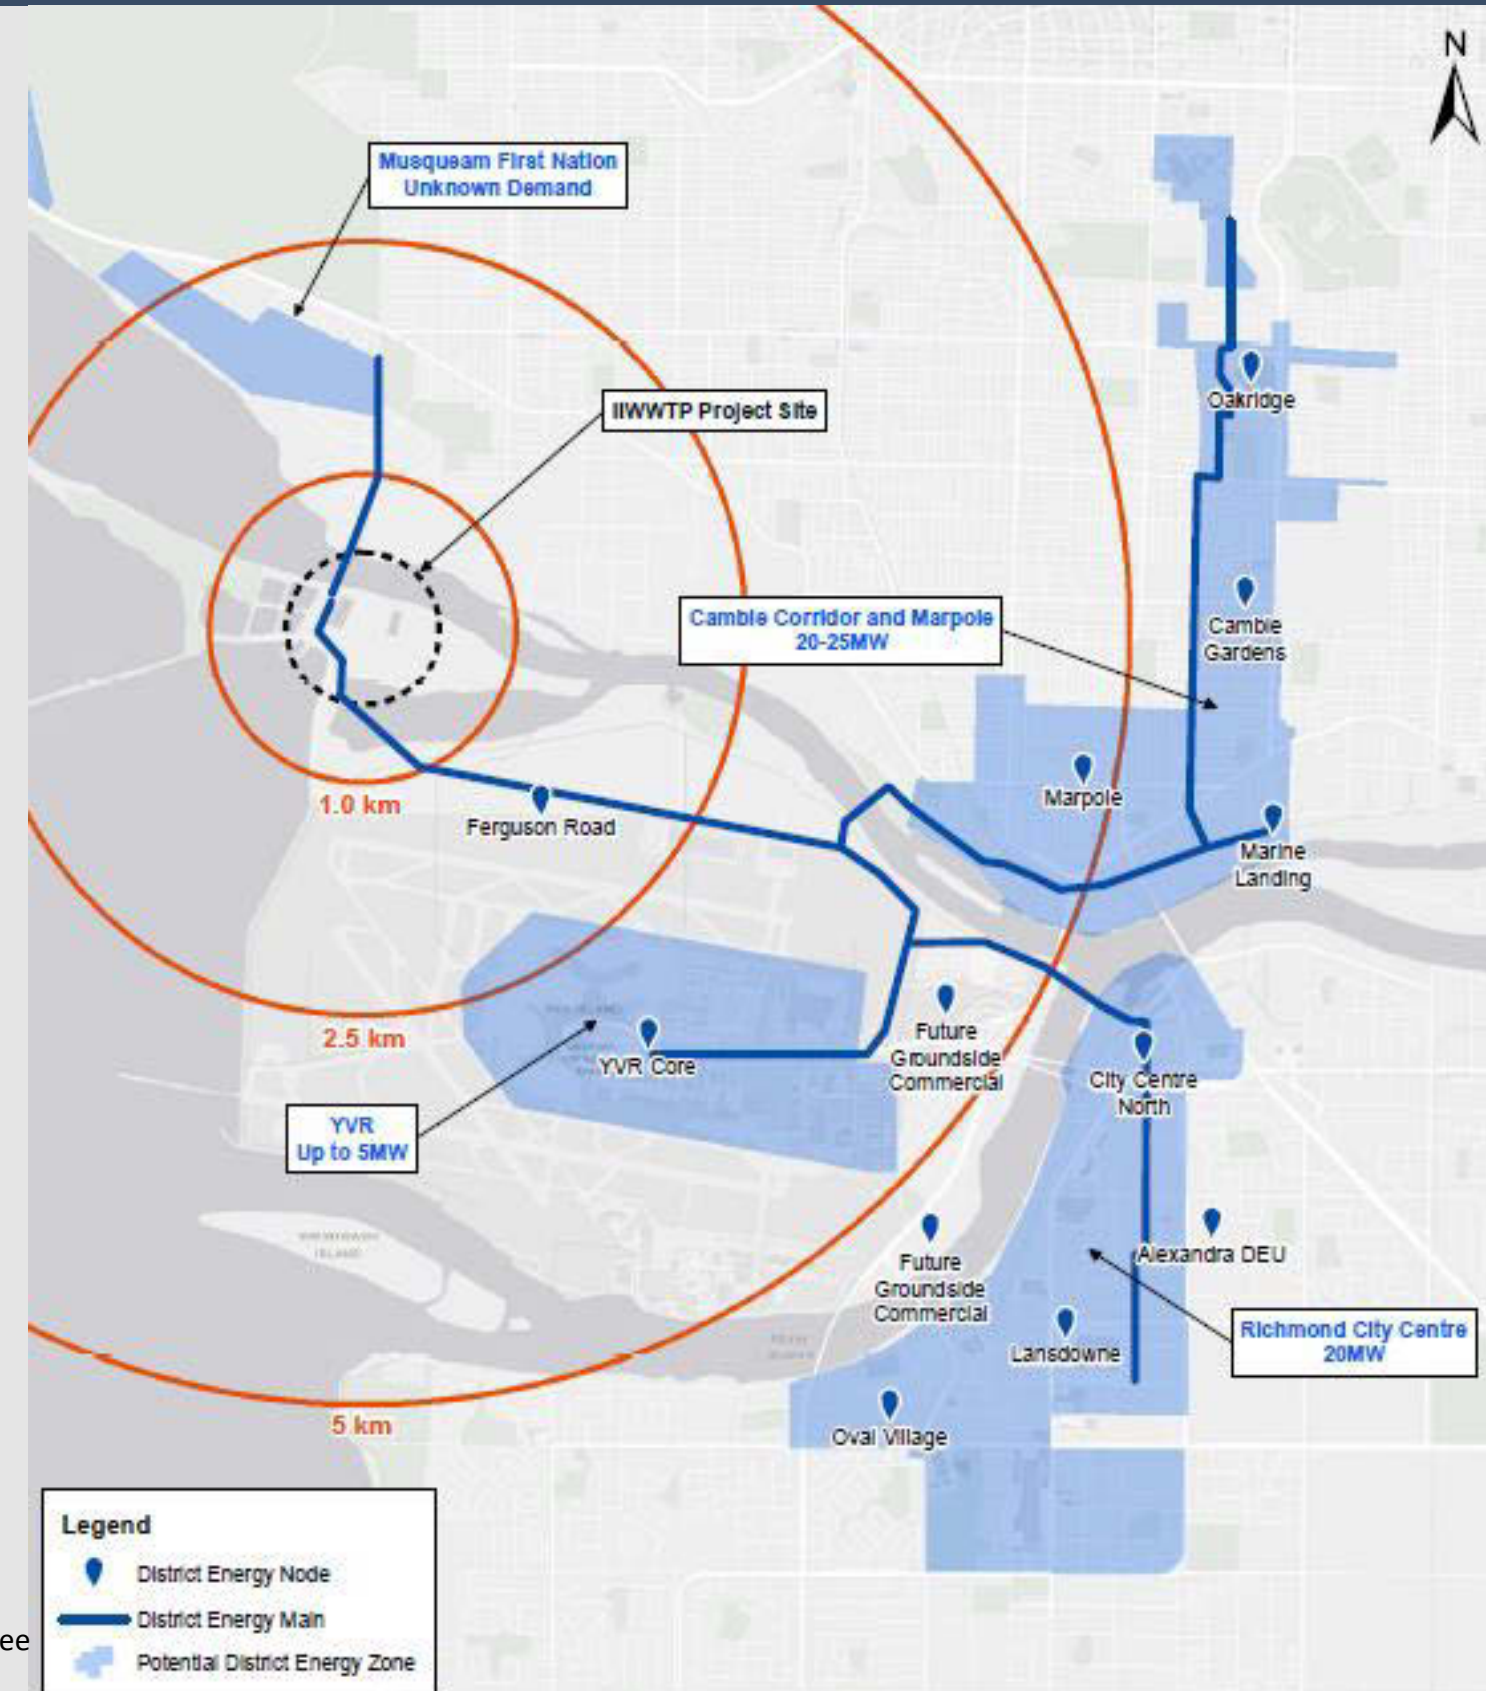 N
Musqueam First Nation
Unknown Demand
IIWWTP Project Site
Oakridge
Cambie Corridor and Marpole
20-25MW
Cambie
Gardens
Marpole
1.0 km
Ferguson Road
Marine
Landing
2.5 km
YVR Core
Future
Groundside
Commercial
City Centre
North
YVR
Up to 5MW
ISLAND
Future
Groundside
Commercial
Alexandra DEU
Lansdowne
Richmond City Centre
20MW
5 km
Oval Village
Legend
District Energy Node
District Energy Main
ee
Potential District Energy Zone